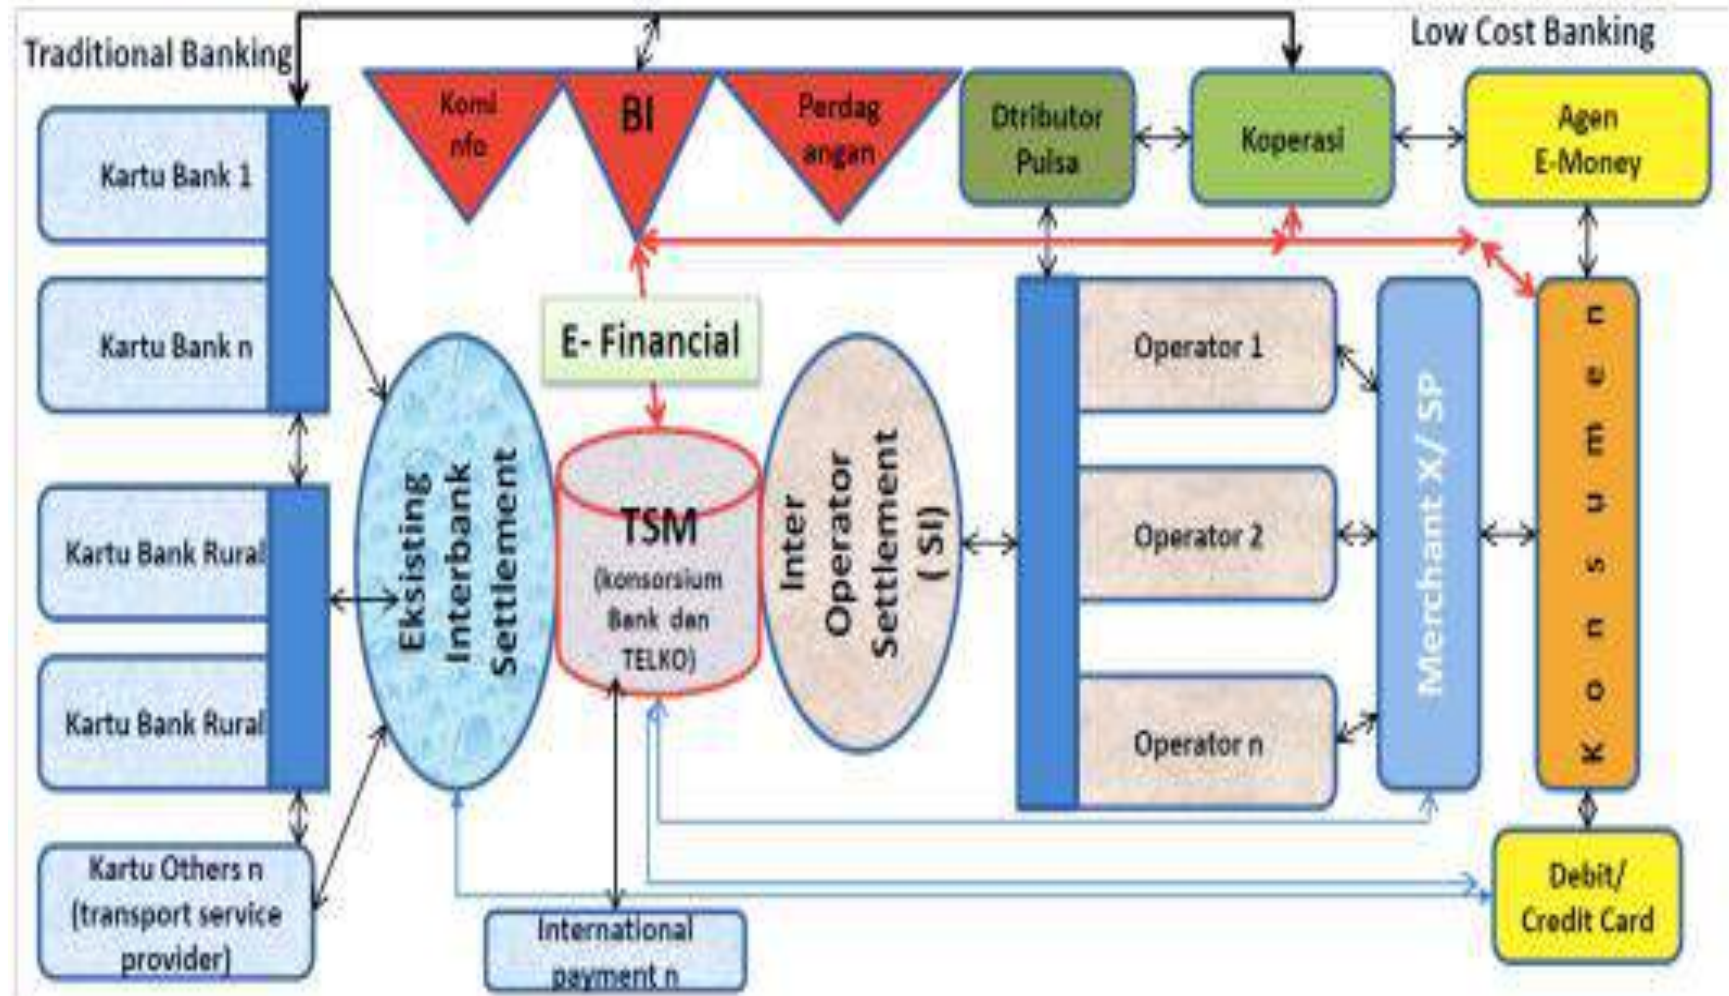 Traditional Banking
Low Cost Banking
Kartu Bank 1
Komi
nfo
BI
Perdag
angan
Dtributor
Pulsa
Koperasi
Agen
E-Money
Kartu Bank n
E- Financial
Operator 1
Eksisting
Interbank
Settlement
TSM
(konsorsium
Bank dan
TELKO)
Inter
Operator
Settlement
( SI)
Operator 2
Operator n
Merchant X/ SP
Konsumen
Kartu Bank Rural
Kartu Bank Rural
Kartu Others n
(transport service
provider)
International
payment n
Debit/
Credit Card